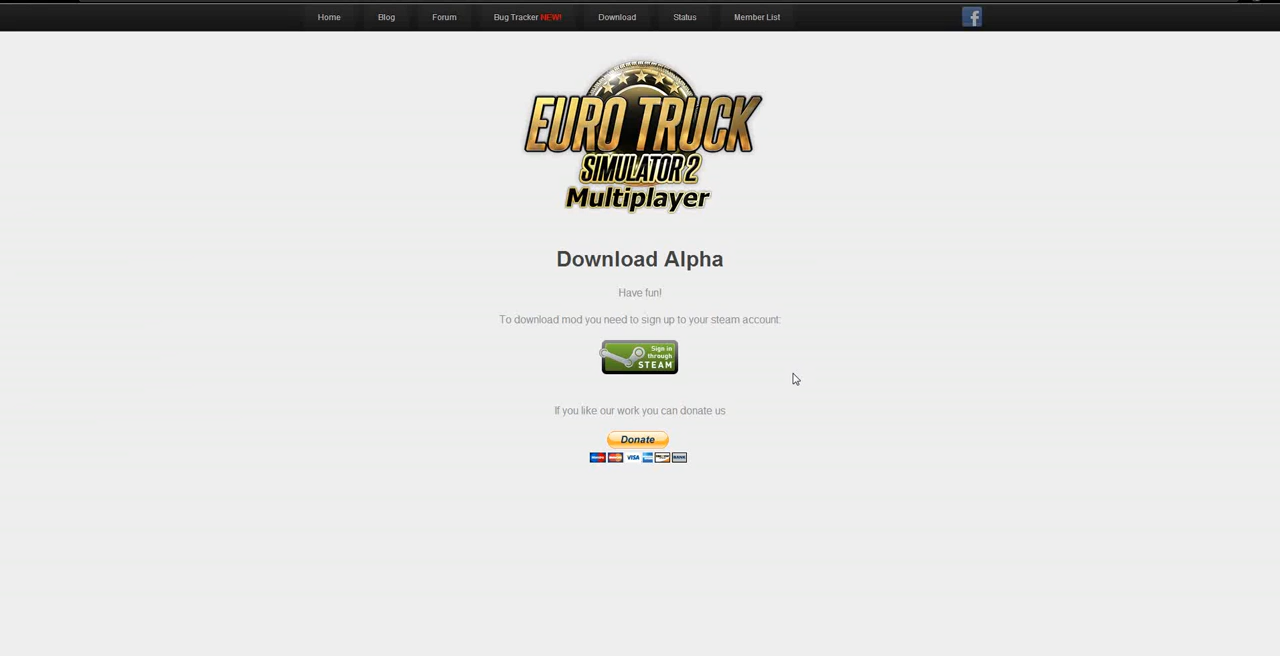 Home Blog Forum Bug Tracker NEW! Download Status Member List f
EURO TRUCK
SIMULATOR 2
Multiplayer
Download Alpha
Have fun!
To download mod you need to sign up to your steam account:
Sign in
through
STEAM
If you like our work you can donate us
Donate
VISA